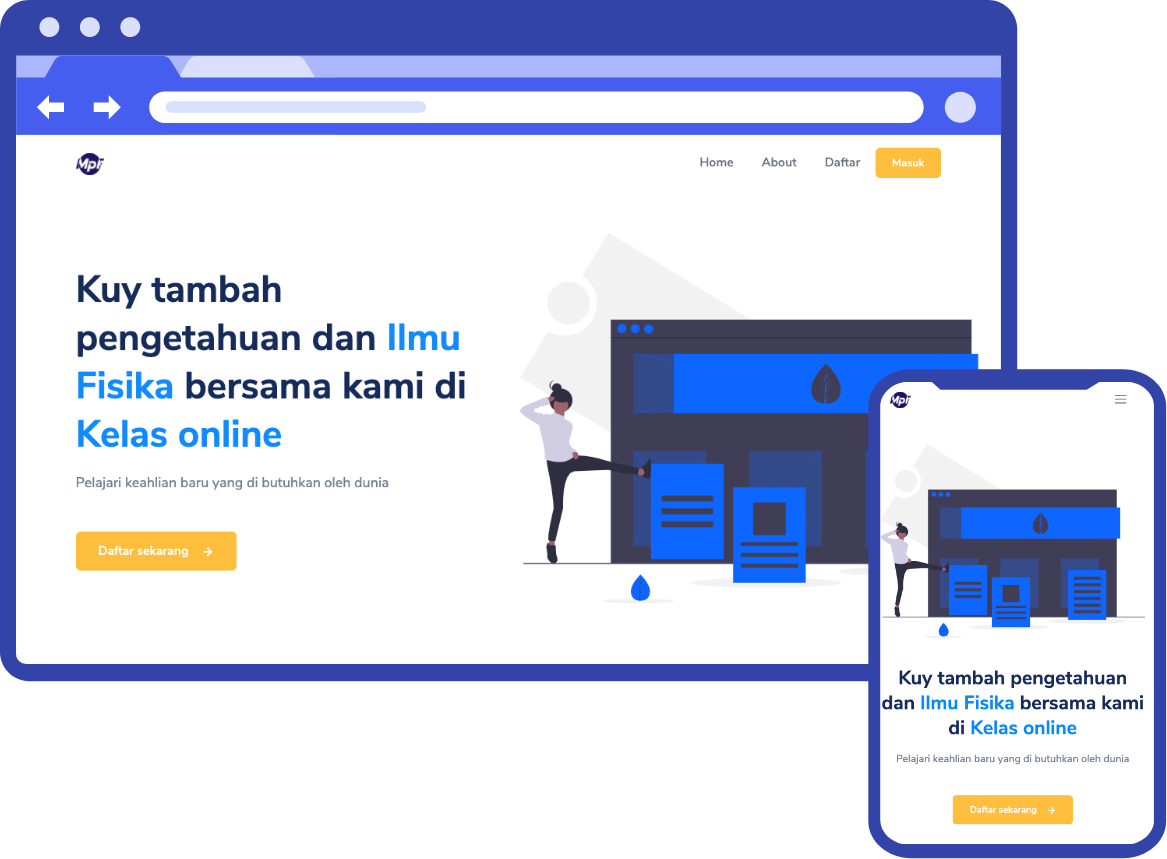 Mpi
Home About Daftar Masuk
Kuy tambah
pengetahuan dan Ilmu
Fisika bersama kami di
Kelas online
Pelajari keahlian baru yang di butuhkan oleh dunia
Daftar sekarang →
Mpi
Kuy tambah pengetahuan
dan Ilmu Fisika bersama kami
di Kelas online
Pelajari keahlian baru yang di butuhkan oleh dunia
Daftar sekarang →